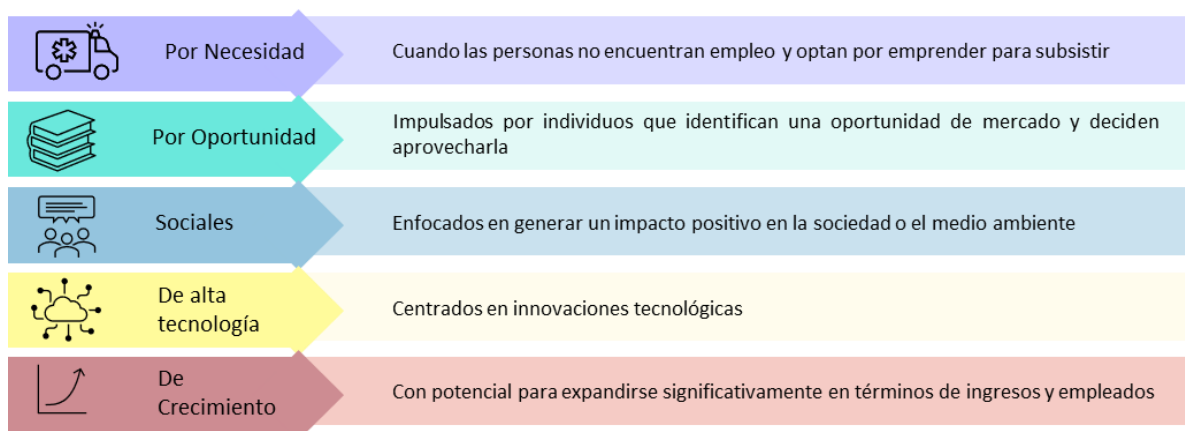 Por Necesidad
Cuando las personas no encuentran empleo y optan por emprender para subsistir
Por Oportunidad
Impulsados por individuos que identifican una oportunidad de mercado y deciden
aprovecharla
Sociales
Enfocados en generar un impacto positivo en la sociedad o el medio ambiente
De alta
tecnología
Centrados en innovaciones tecnológicas
De
Crecimiento
Con potencial para expandirse significativamente en términos de ingresos y empleados